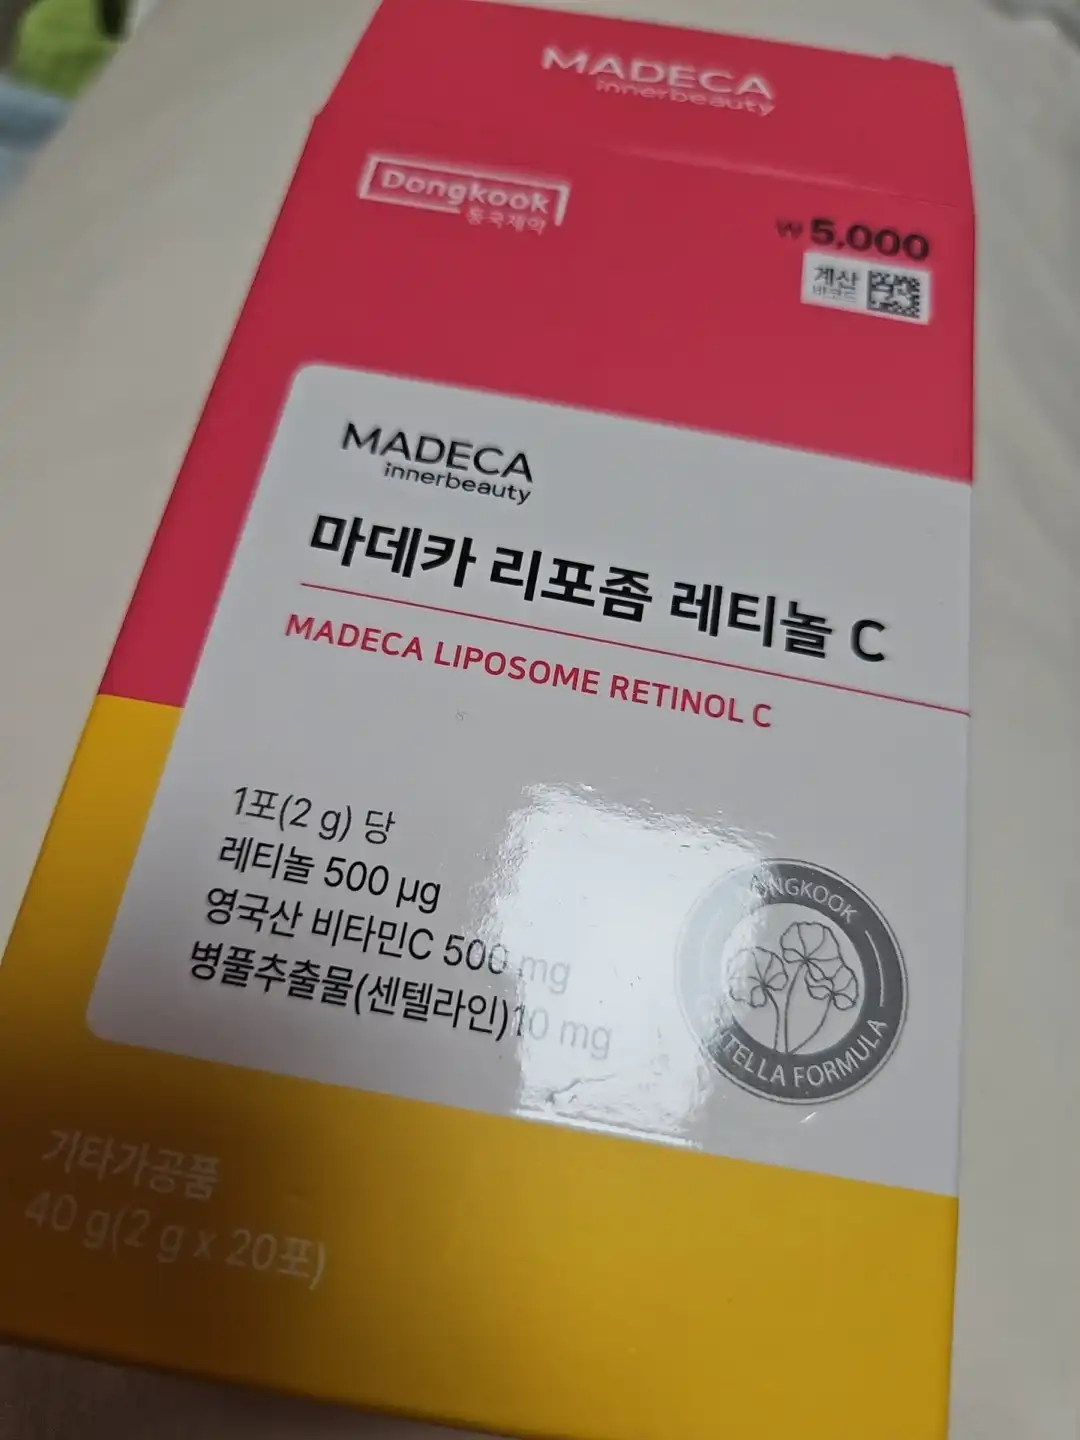 MADECA
innerbeauty
Dongkook
동국제약
₩5,000
계산
바코드
MADECA
innerbeauty
마데카 리포좀 레티놀 C
MADECA LIPOSOME RETINOL C
1포(2 g) 당
레티놀 500 μg
영국산 비타민C 500 mg
병풀추출물(센텔라인)10 mg
DONGKOOK
TELLA FORMULA
기타가공품
40 g(2 g x 20포)